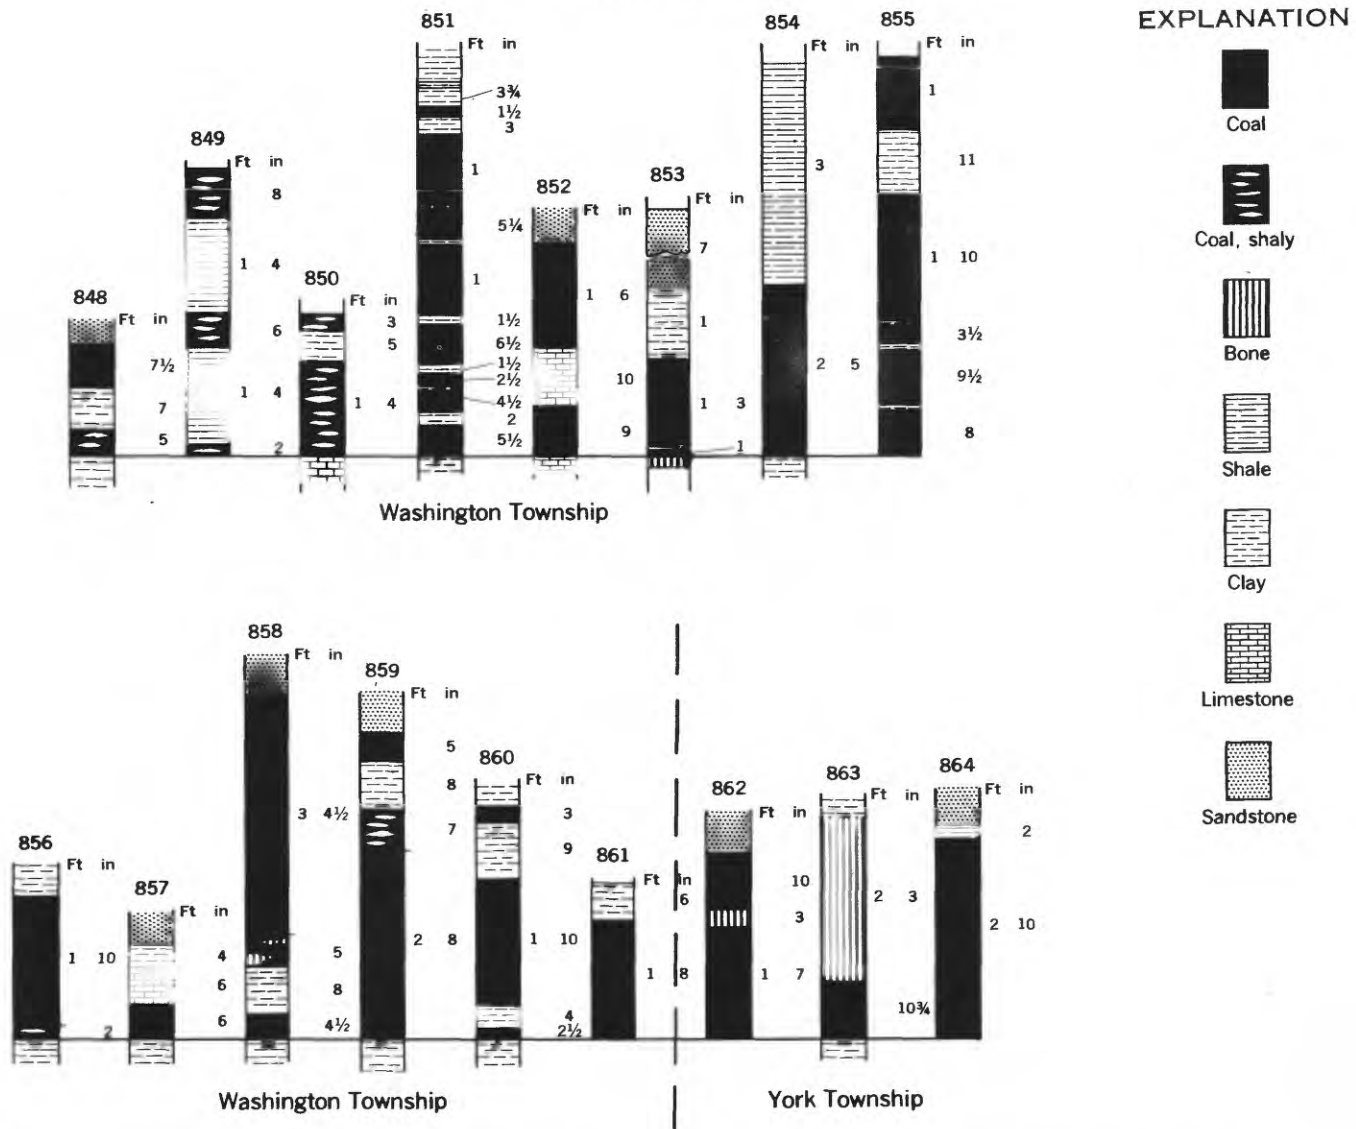 EXPLANATION
Coal
Coal, shaly
Bone
Shale
Clay
Limestone
Sandstone
848
Ft in
7½
7
5
849
Ft in
8
1 4
6
1 4
2
850
Ft in
3
5
1 4
851
Ft in
3¾
1½
3
1
5¼
1
1½
6½
1½
2½
4½
2
5½
852
Ft in
1 6
10
9
853
Ft in
7
1
1 3
1
854
Ft in
3
2 5
855
Ft in
1
11
1 10
3½
9½
8
Washington Township
856
Ft in
1 10
2
857
Ft in
4
6
6
858
Ft in
3 4½
5
8
4½
859
Ft in
5
8
7
2 8
860
Ft in
3
9
1 10
4
2½
861
Ft in
6
1 8
862
Ft in
10
3
1 7
863
Ft in
2 3
10¾
864
Ft in
2
2 10
Washington Township
York Township